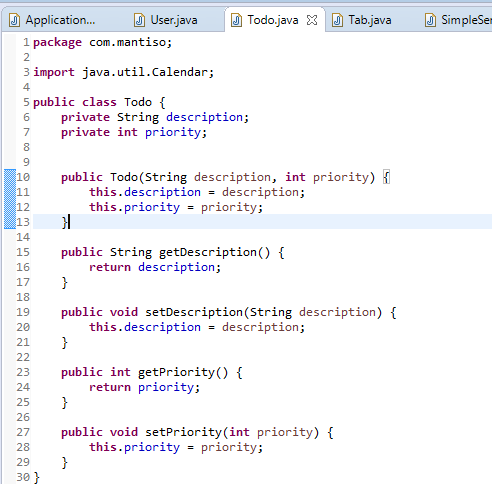 Application... User.java Todo.java Tab.java SimpleSer
1 package com.mantiso;
2
3 import java.util.Calendar;
4
5 public class Todo {
6     private String description;
7     private int priority;
8
9
10     public Todo(String description, int priority) {
11         this.description = description;
12         this.priority = priority;
13     }
14
15     public String getDescription() {
16         return description;
17     }
18
19     public void setDescription(String description) {
20         this.description = description;
21     }
22
23     public int getPriority() {
24         return priority;
25     }
26
27     public void setPriority(int priority) {
28         this.priority = priority;
29     }
30 }